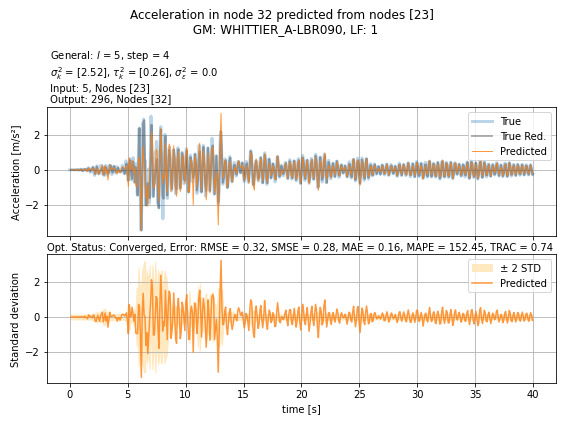 Acceleration in node 32 predicted from nodes [23]
GM: WHITTIER_A-LBR090, LF: 1
General: l = 5, step = 4
σ²ₖ = [2.52], τ²ₖ = [0.26], σ²ε = 0.0
Input: 5, Nodes [23]
Output: 296, Nodes [32]
Acceleration [m/s²]
2
0
−2
True
True Red.
Predicted
Opt. Status: Converged, Error: RMSE = 0.32, SMSE = 0.28, MAE = 0.16, MAPE = 152.45, TRAC = 0.74
Standard deviation
2
0
−2
± 2 STD
Predicted
0 5 10 15 20 25 30 35 40
time [s]